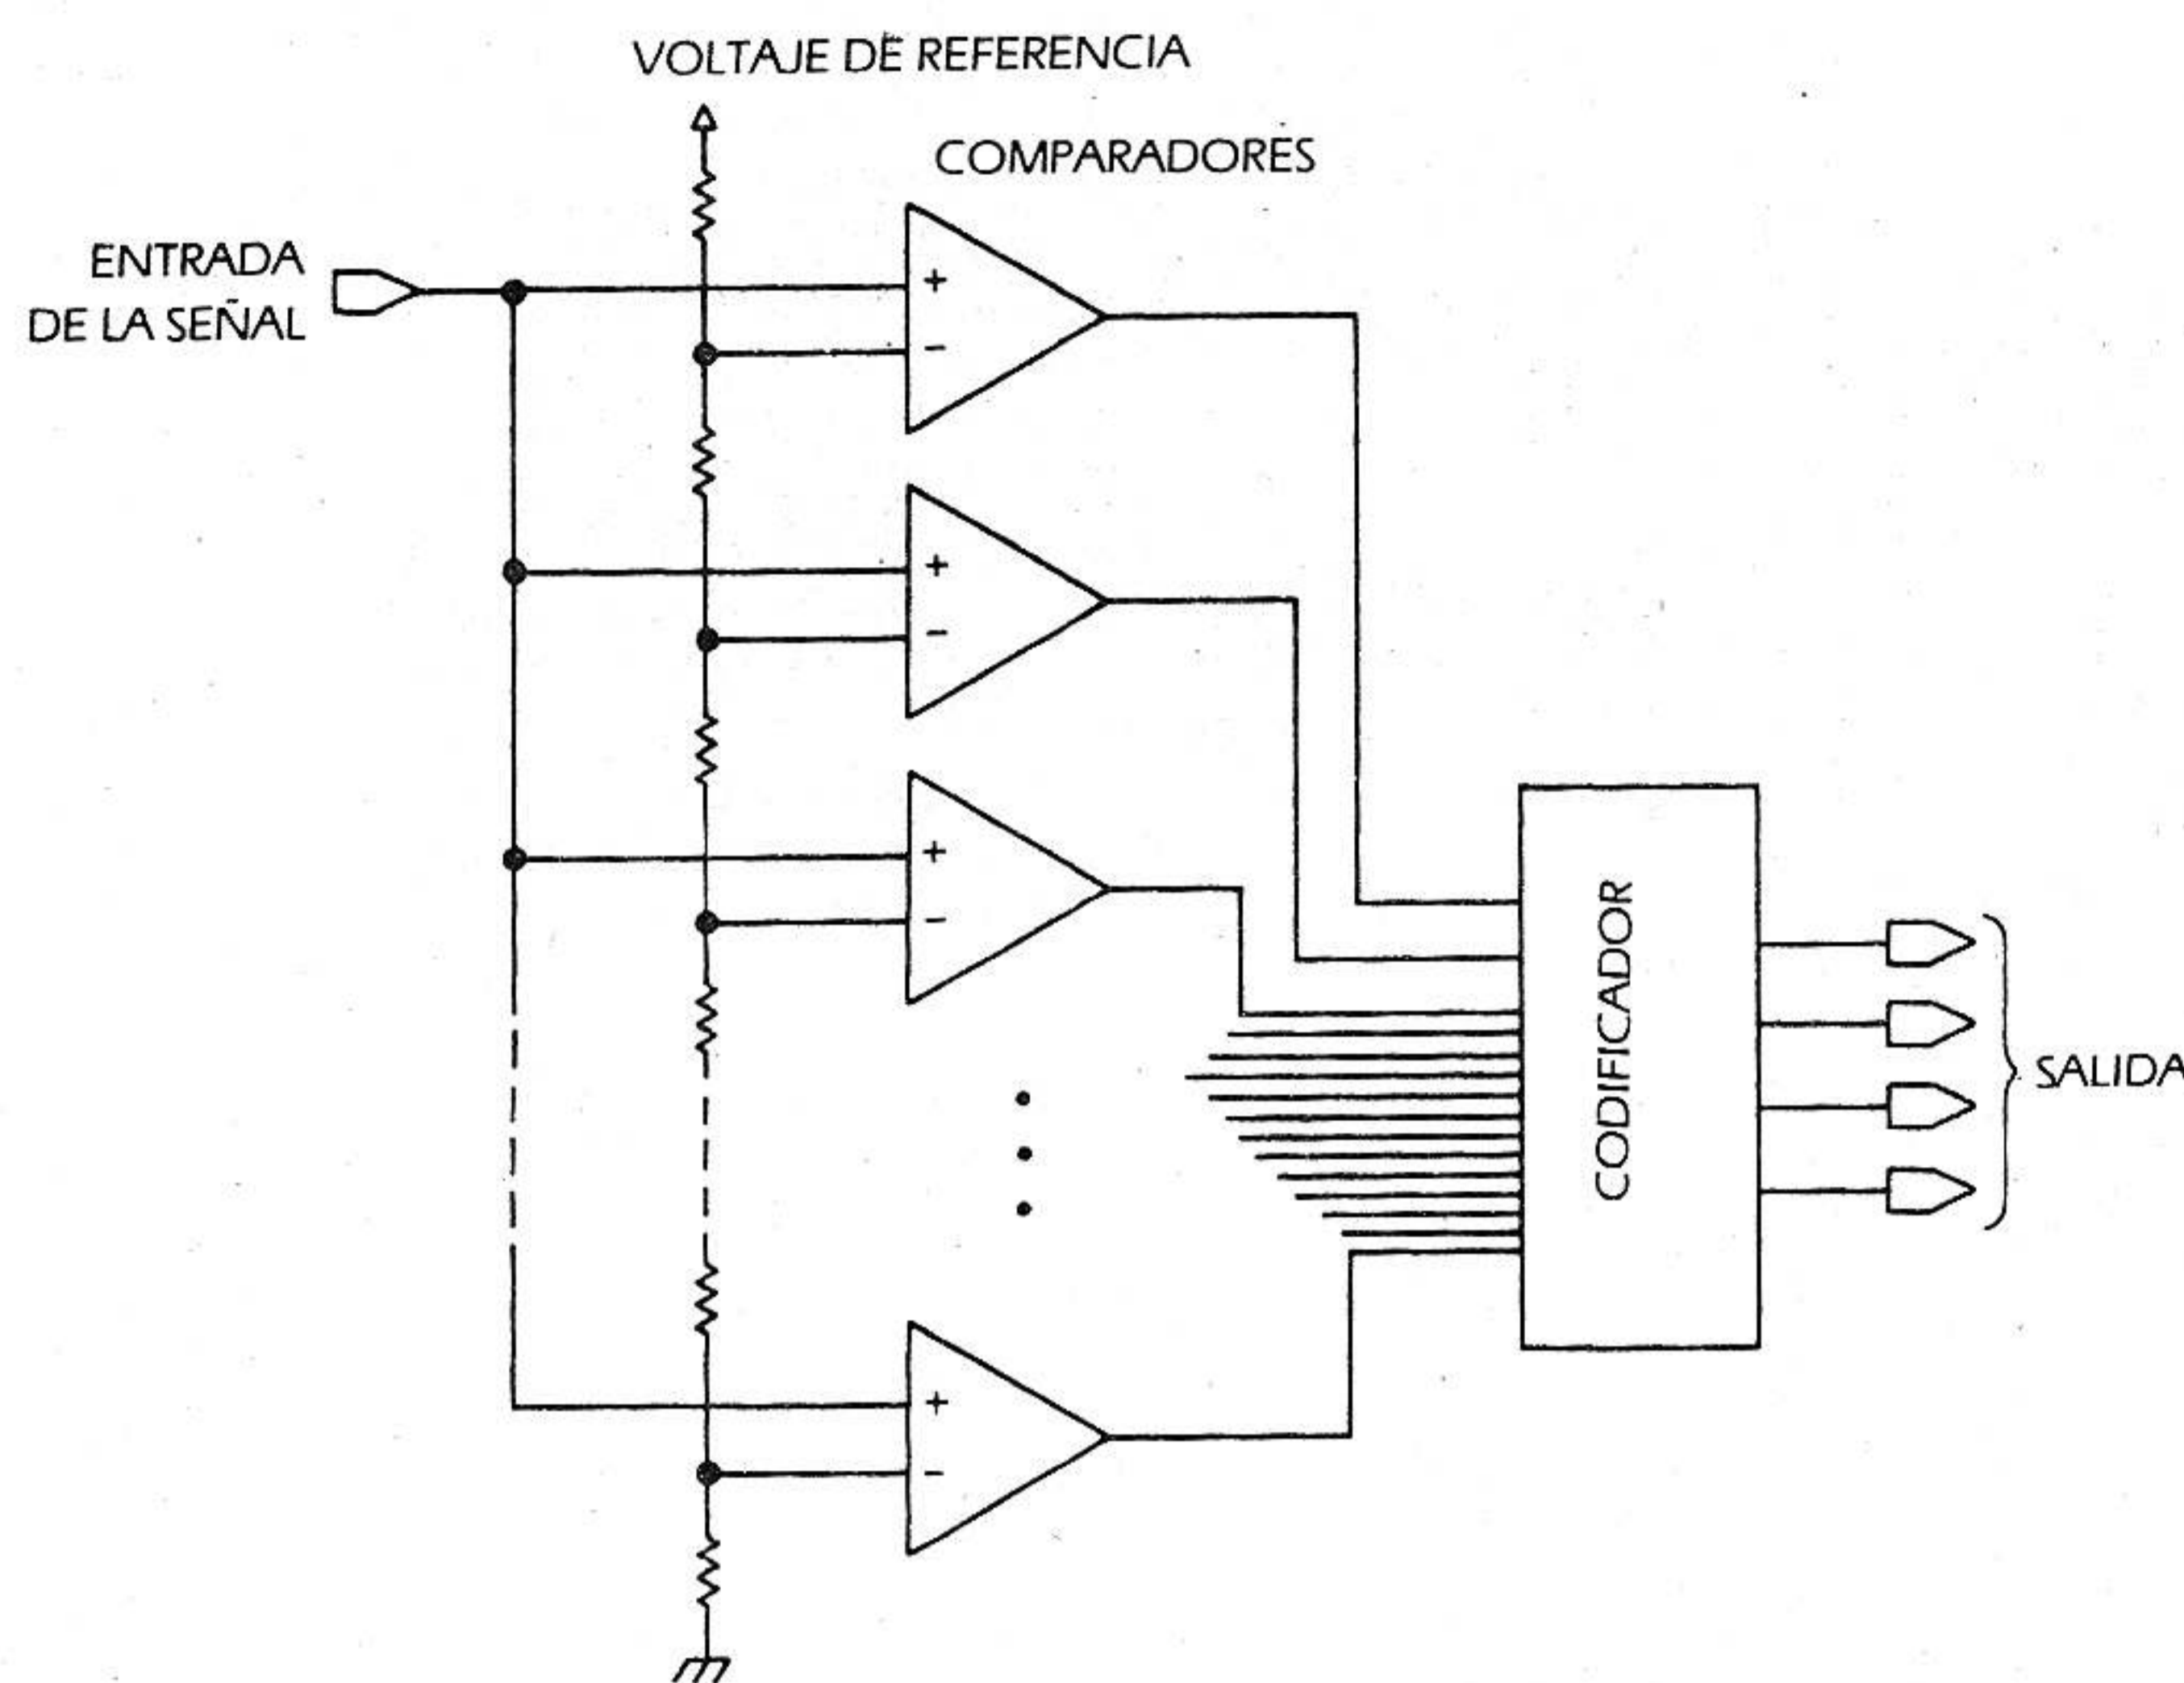 VOLTAJE DE REFERENCIA
COMPARADORES
ENTRADA
DE LA SEÑAL
+
-
+
-
+
-
CODIFICADOR
SALIDA
+
-